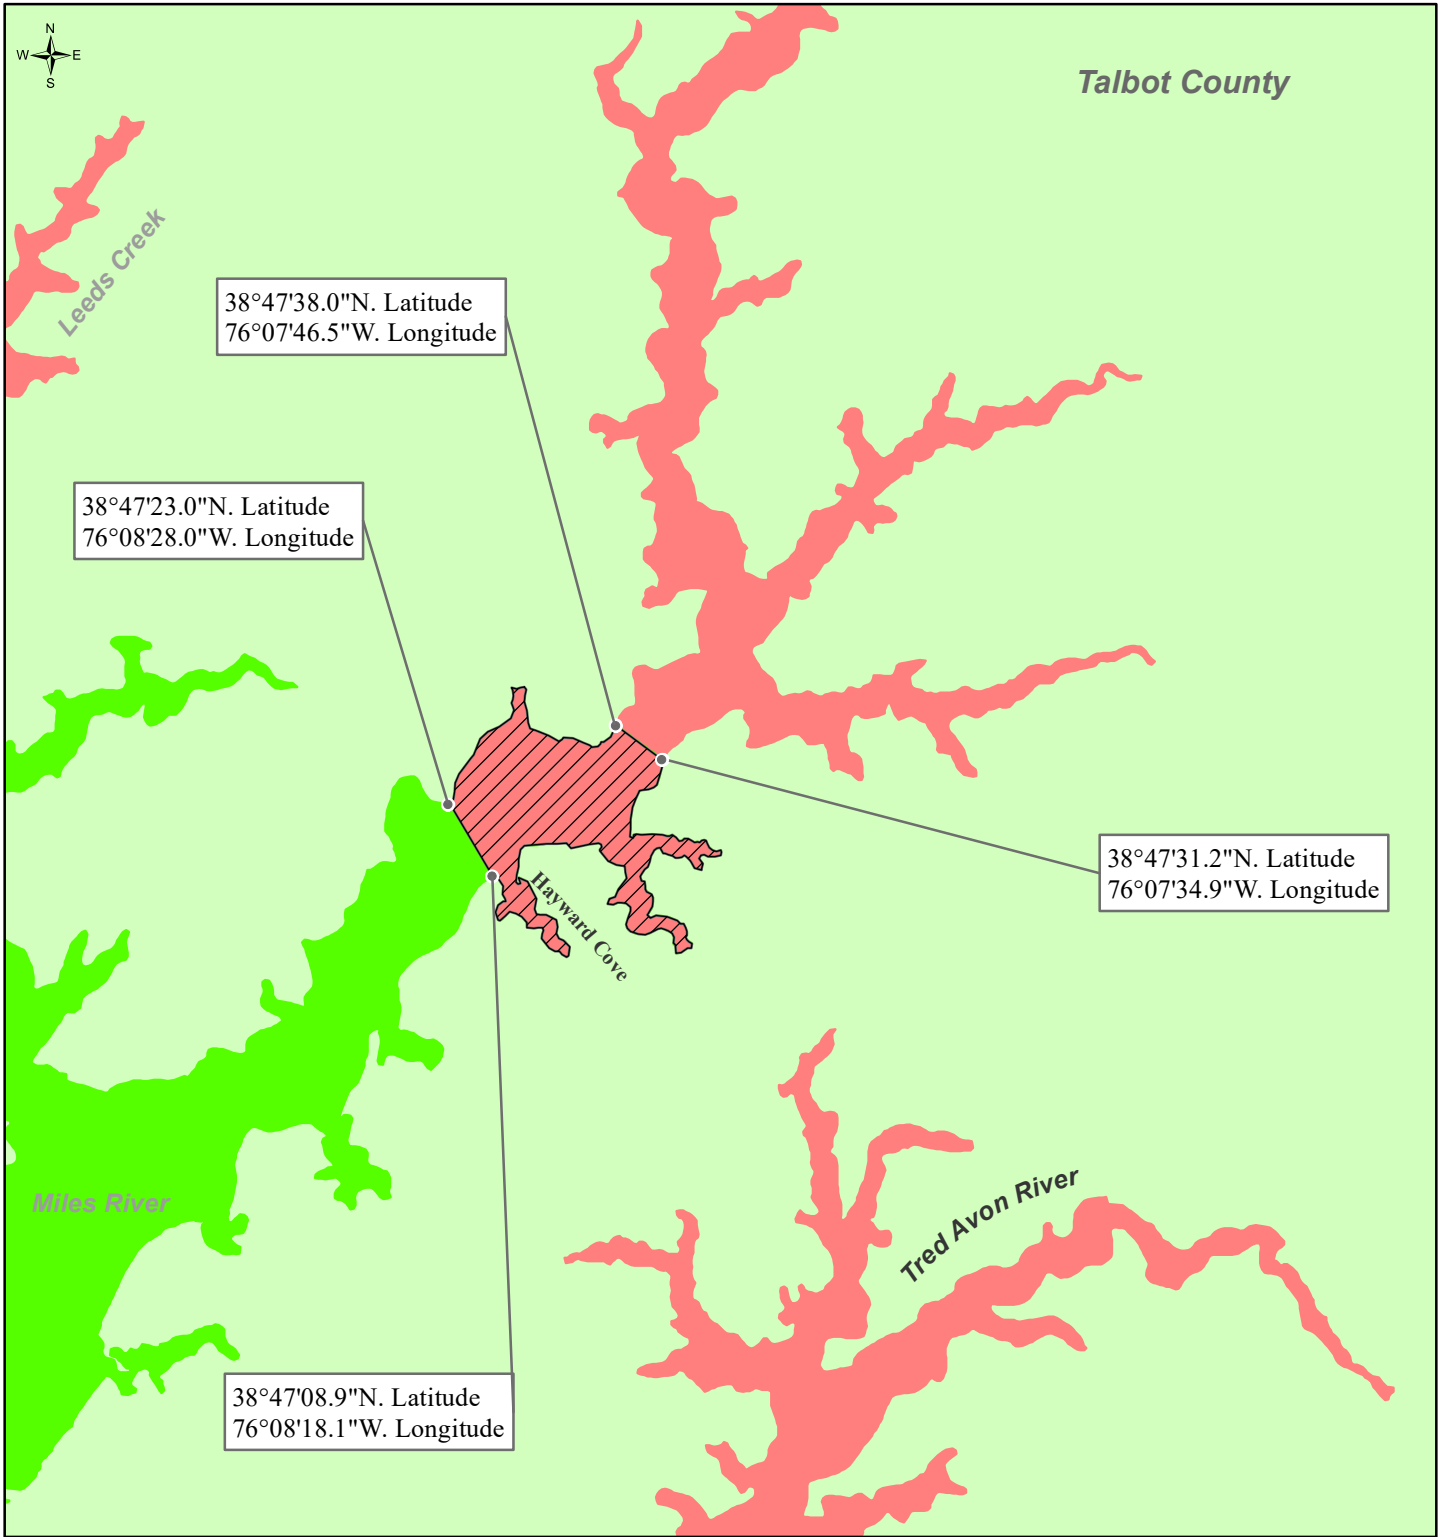 N
W E
S
Talbot County
Leeds Creek
38°47'38.0"N. Latitude
76°07'46.5"W. Longitude
38°47'23.0"N. Latitude
76°08'28.0"W. Longitude
38°47'31.2"N. Latitude
76°07'34.9"W. Longitude
Hayward Cove
Miles River
Tred Avon River
38°47'08.9"N. Latitude
76°08'18.1"W. Longitude